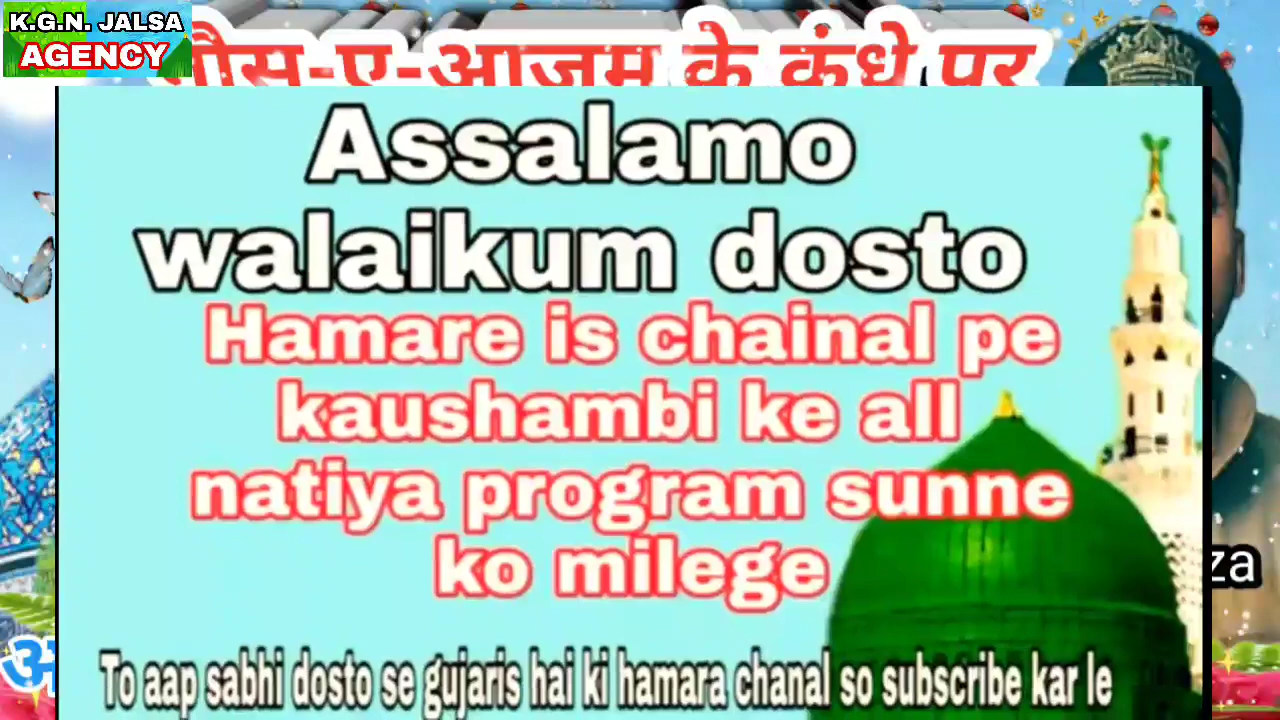 K.G.N. JALSA
AGENCY
गौस-ए-आजम के कंधे पर
Assalamo
walaikum dosto
Hamare is chainal pe
kaushambi ke all
natiya program sunne
ko milege
za
To aap sabhi dosto se gujaris hai ki hamara chanal so subscribe kar le